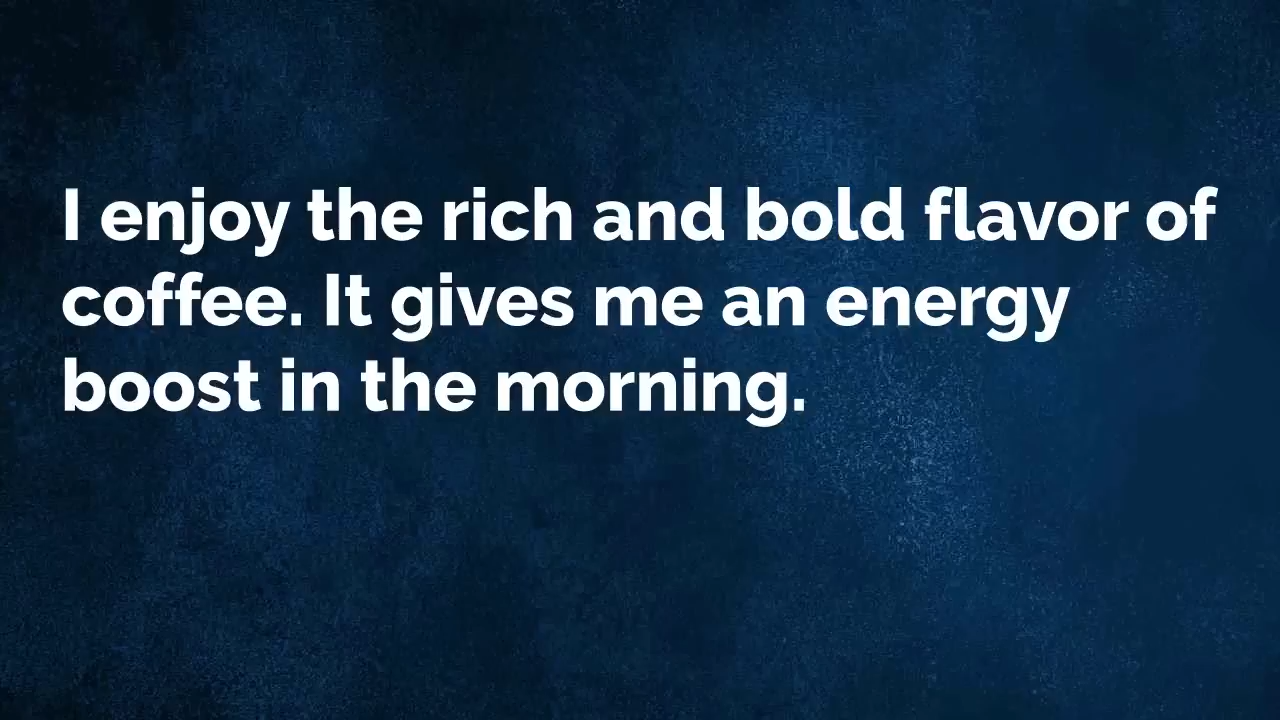 I enjoy the rich and bold flavor of
coffee. It gives me an energy
boost in the morning.